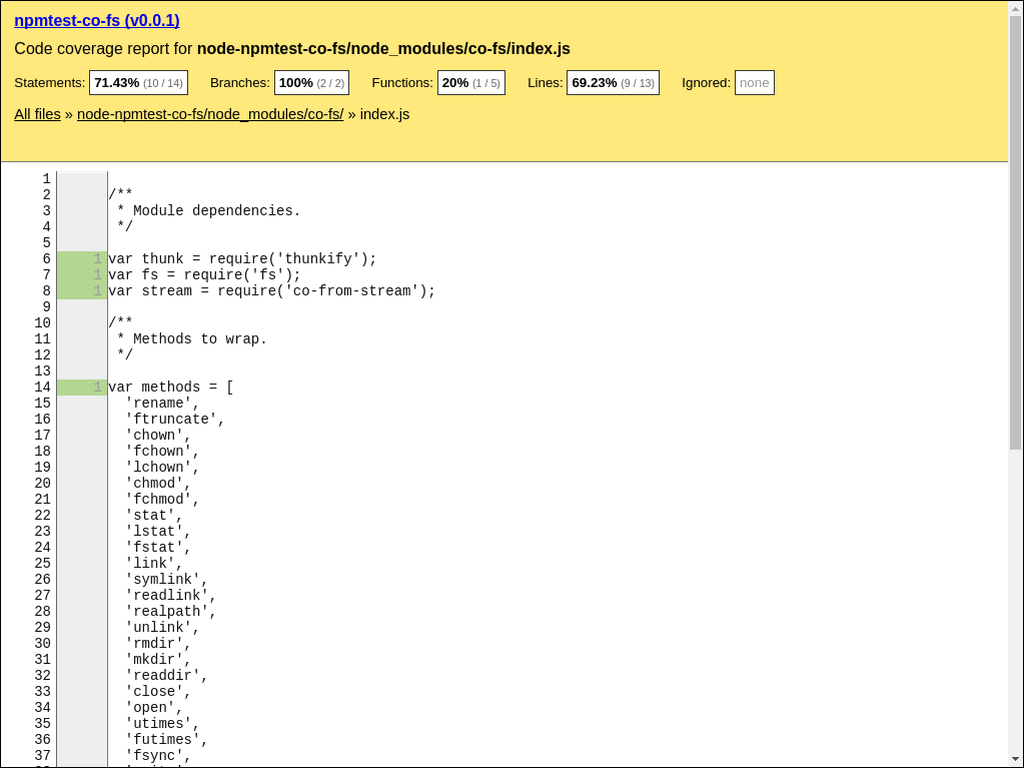 npmtest-co-fs (v0.0.1)
Code coverage report for node-npmtest-co-fs/node_modules/co-fs/index.js
Statements: 71.43% (10 / 14) Branches: 100% (2 / 2) Functions: 20% (1 / 5) Lines: 69.23% (9 / 13) Ignored: none
All files » node-npmtest-co-fs/node_modules/co-fs/ » index.js
1
2 /**
3  * Module dependencies.
4  */
5
6 1 var thunk = require('thunkify');
7 1 var fs = require('fs');
8 1 var stream = require('co-from-stream');
9
10 /**
11  * Methods to wrap.
12  */
13
14 1 var methods = [
15   'rename',
16   'ftruncate',
17   'chown',
18   'fchown',
19   'lchown',
20   'chmod',
21   'fchmod',
22   'stat',
23   'lstat',
24   'fstat',
25   'link',
26   'symlink',
27   'readlink',
28   'realpath',
29   'unlink',
30   'rmdir',
31   'mkdir',
32   'readdir',
33   'close',
34   'open',
35   'utimes',
36   'futimes',
37   'fsync',